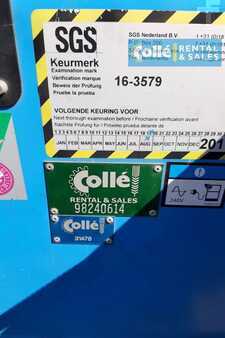 SGS
SGS Nederland B.V.
Collé RENTAL & SALES
Keurmerk
Examination mark
Vérification marque
Beweis der Prüfung
Prueba la prueba
16-3579
VOLGENDE KEURING VOOR
Next thorough examination before / Prochaine vérification avant
Nächste Prüfung für / Próximo prueba delante de
1 2 3 4 5 6 7 8 9 10 11 12 13 14 15 16 17 18 19 20 21 22 23 24 25 26 27 28 29 30
JAN FEB MAR APR MAY JUN JUL AUG SEP OCT NOV DEC 201
Collé
RENTAL & SALES
98240614
Collé
31478
240V